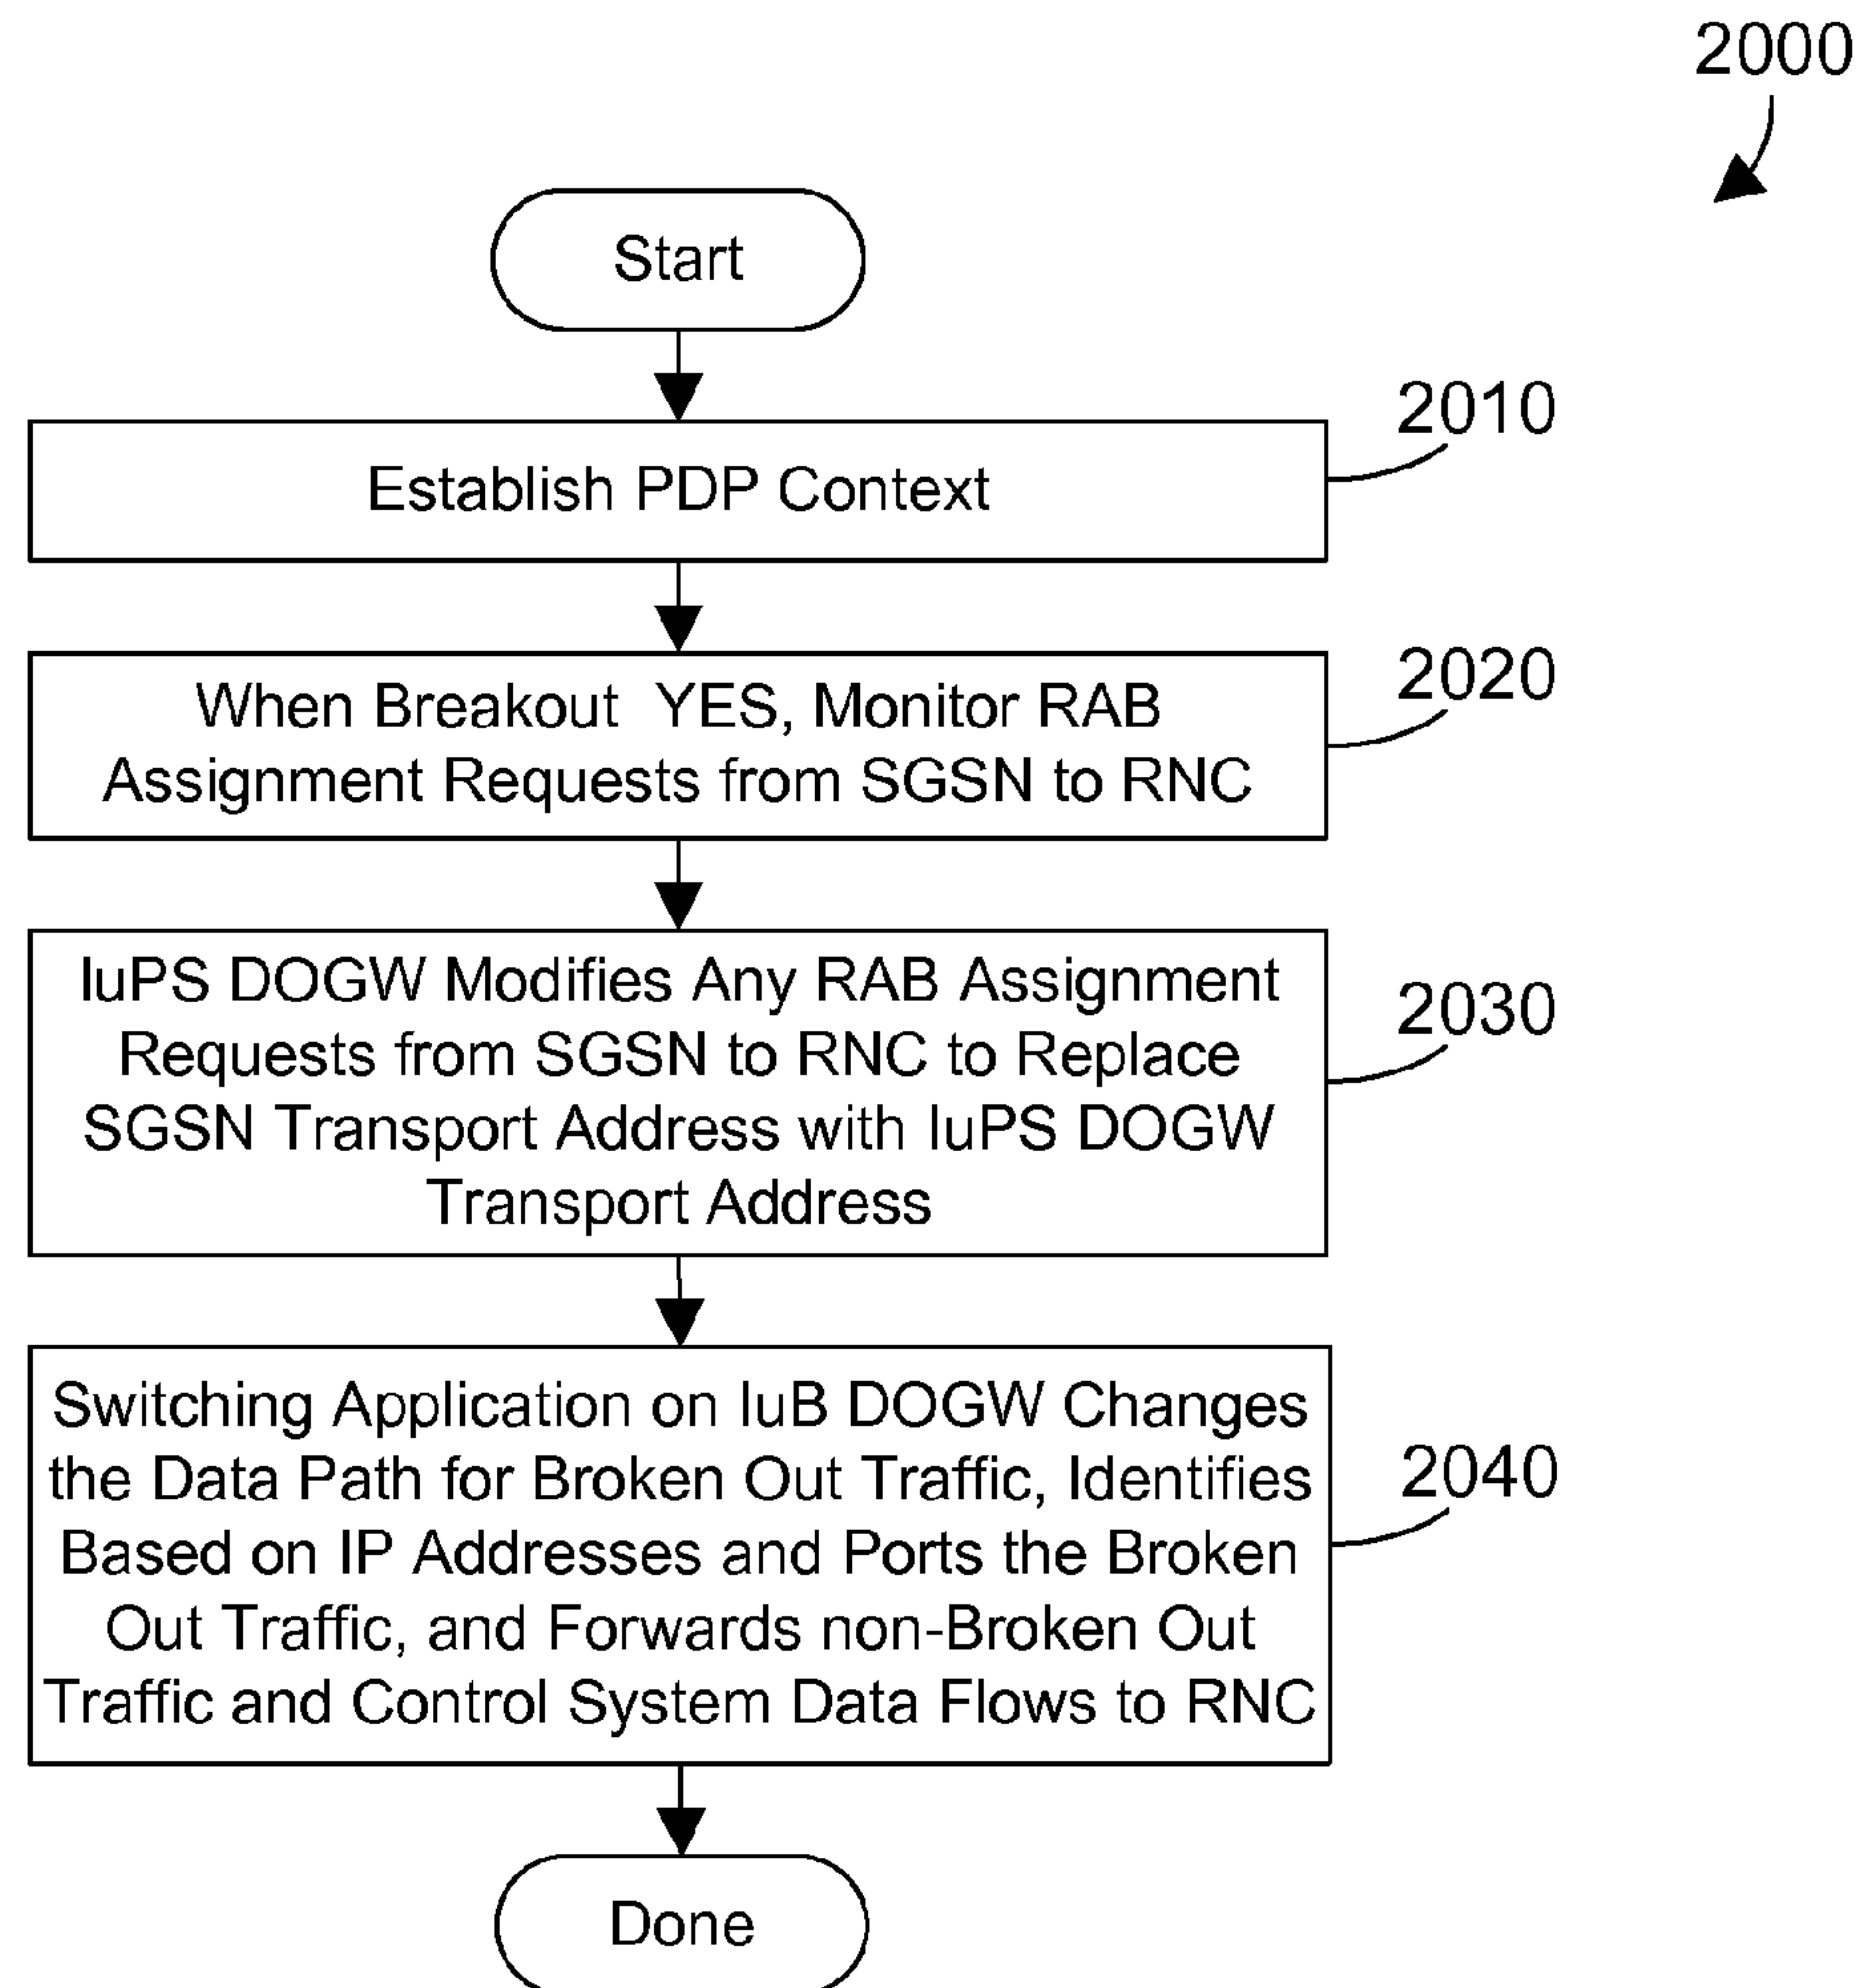 2000
Start
Establish PDP Context
2010
When Breakout YES, Monitor RAB
Assignment Requests from SGSN to RNC
2020
IuPS DOGW Modifies Any RAB Assignment
Requests from SGSN to RNC to Replace
SGSN Transport Address with IuPS DOGW
Transport Address
2030
Switching Application on IuB DOGW Changes
the Data Path for Broken Out Traffic, Identifies
Based on IP Addresses and Ports the Broken
Out Traffic, and Forwards non-Broken Out
Traffic and Control System Data Flows to RNC
2040
Done